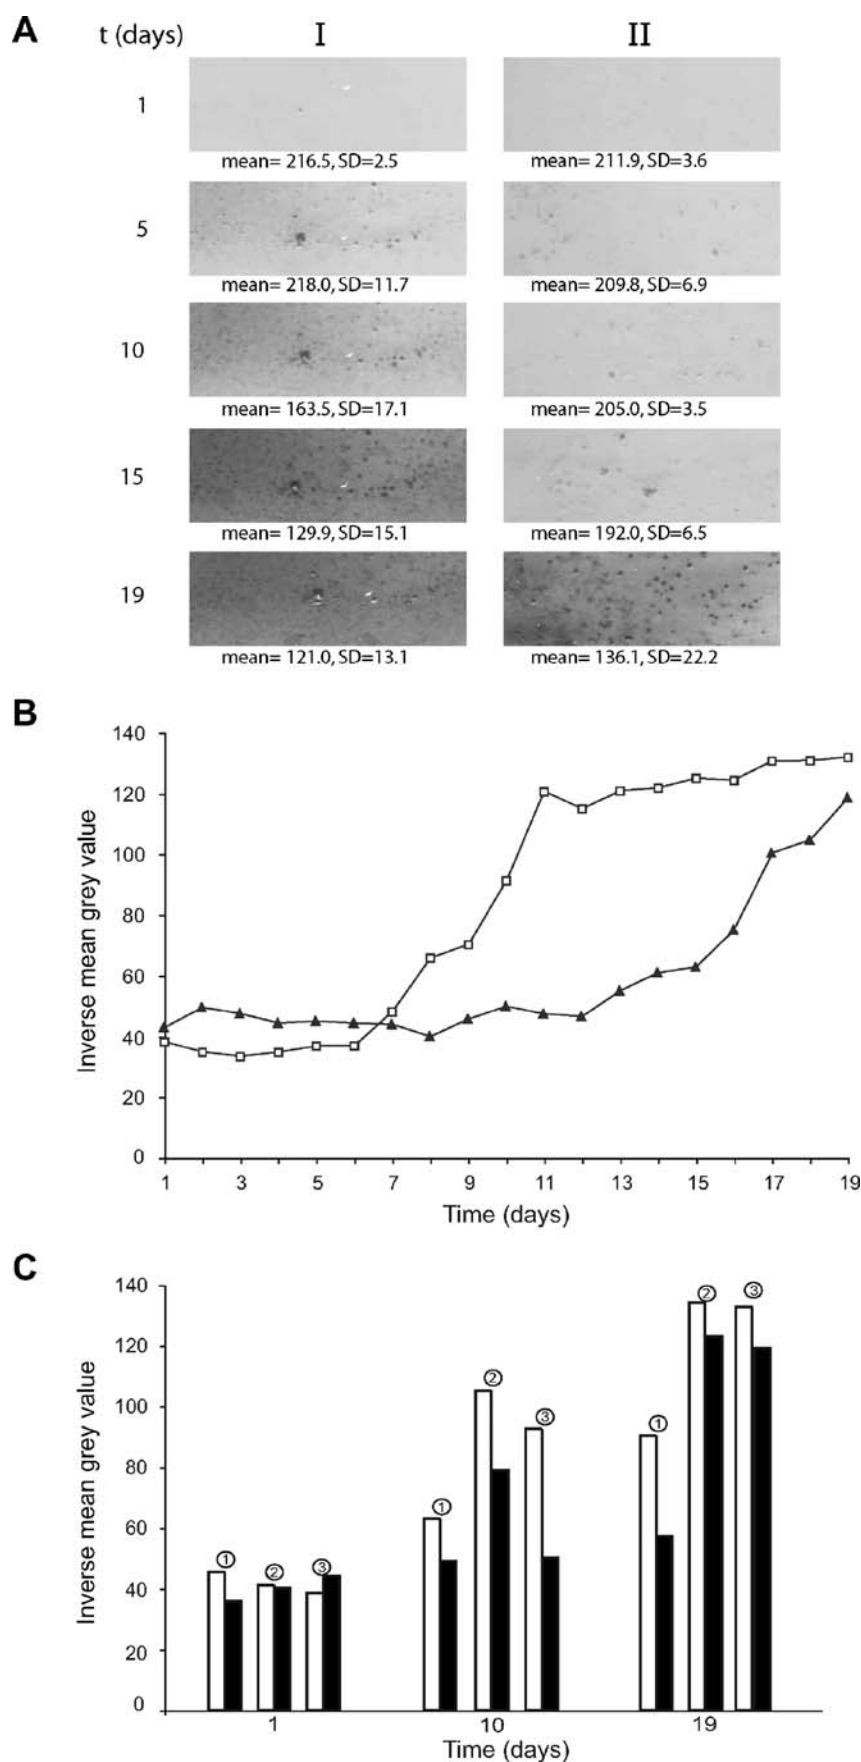 A t (days) I II
1
mean= 216.5, SD=2.5 mean= 211.9, SD=3.6
5
mean= 218.0, SD=11.7 mean= 209.8, SD=6.9
10
mean= 163.5, SD=17.1 mean= 205.0, SD=3.5
15
mean= 129.9, SD=15.1 mean= 192.0, SD=6.5
19
mean= 121.0, SD=13.1 mean= 136.1, SD=22.2
B
Inverse mean grey value
140
120
100
80
60
40
20
0
1 3 5 7 9 11 13 15 17 19
Time (days)
C
Inverse mean grey value
140
120
100
80
60
40
20
0
① ② ③ ① ② ③ ① ② ③
1 10 19
Time (days)